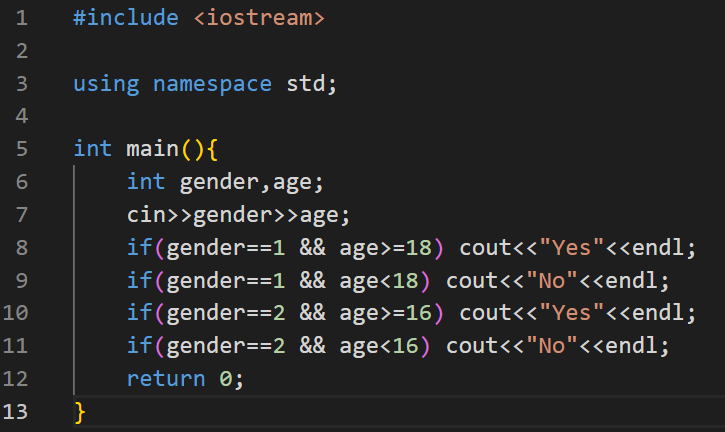 1 #include <iostream>
2
3 using namespace std;
4
5 int main(){
6     int gender,age;
7     cin>>gender>>age;
8     if(gender==1 && age>=18) cout<<"Yes"<<endl;
9     if(gender==1 && age<18) cout<<"No"<<endl;
10     if(gender==2 && age>=16) cout<<"Yes"<<endl;
11     if(gender==2 && age<16) cout<<"No"<<endl;
12     return 0;
13 }